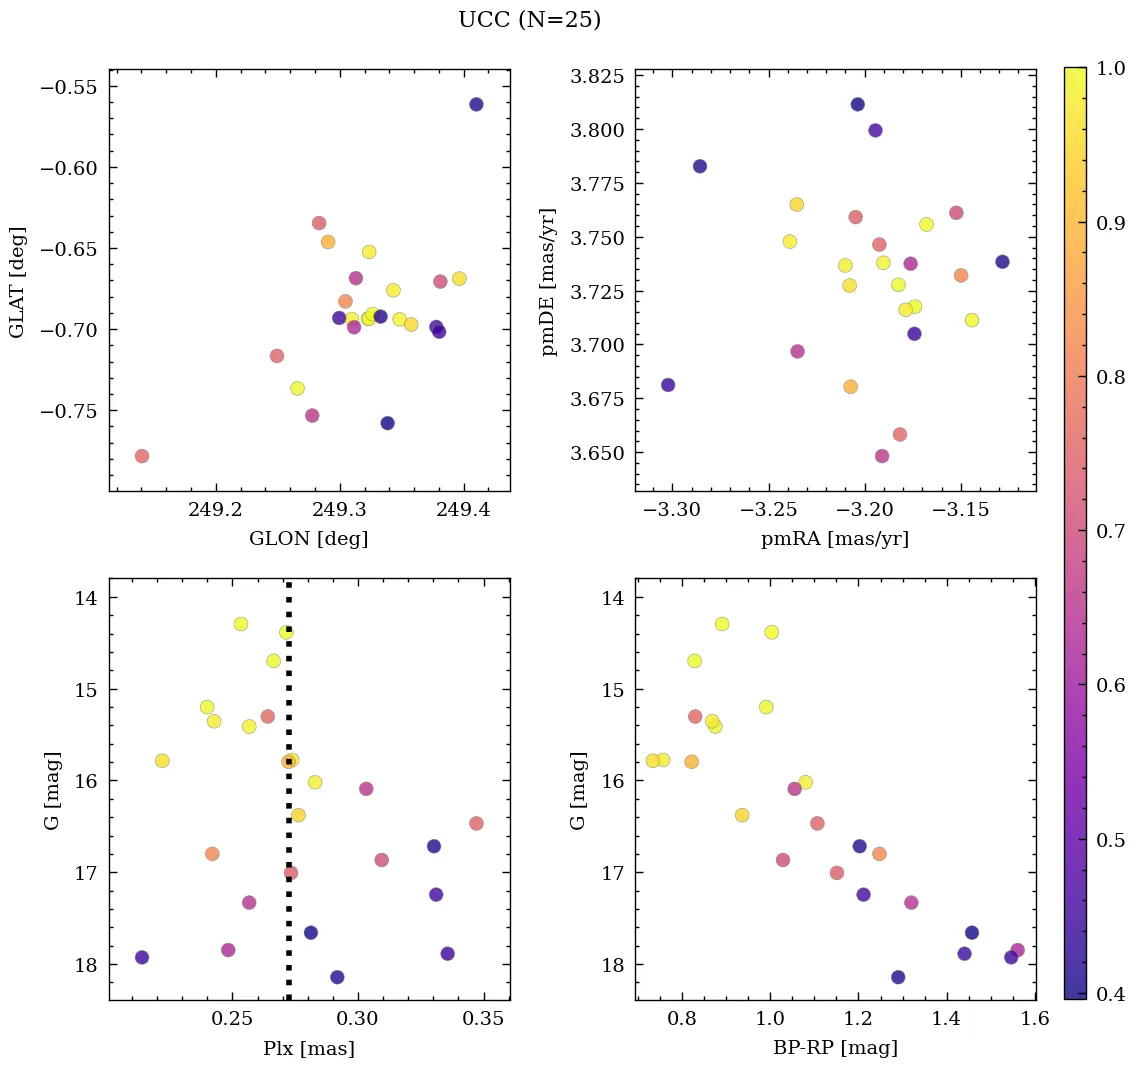 UCC (N=25)
−0.55
−0.60
−0.65
−0.70
−0.75
GLAT [deg]
249.2 249.3 249.4
GLON [deg]
3.825
3.800
3.775
3.750
3.725
3.700
3.675
3.650
pmDE [mas/yr]
−3.30 −3.25 −3.20 −3.15
pmRA [mas/yr]
14
15
16
17
18
G [mag]
0.25 0.30 0.35
Plx [mas]
14
15
16
17
18
G [mag]
0.8 1.0 1.2 1.4 1.6
BP-RP [mag]
1.0
0.9
0.8
0.7
0.6
0.5
0.4